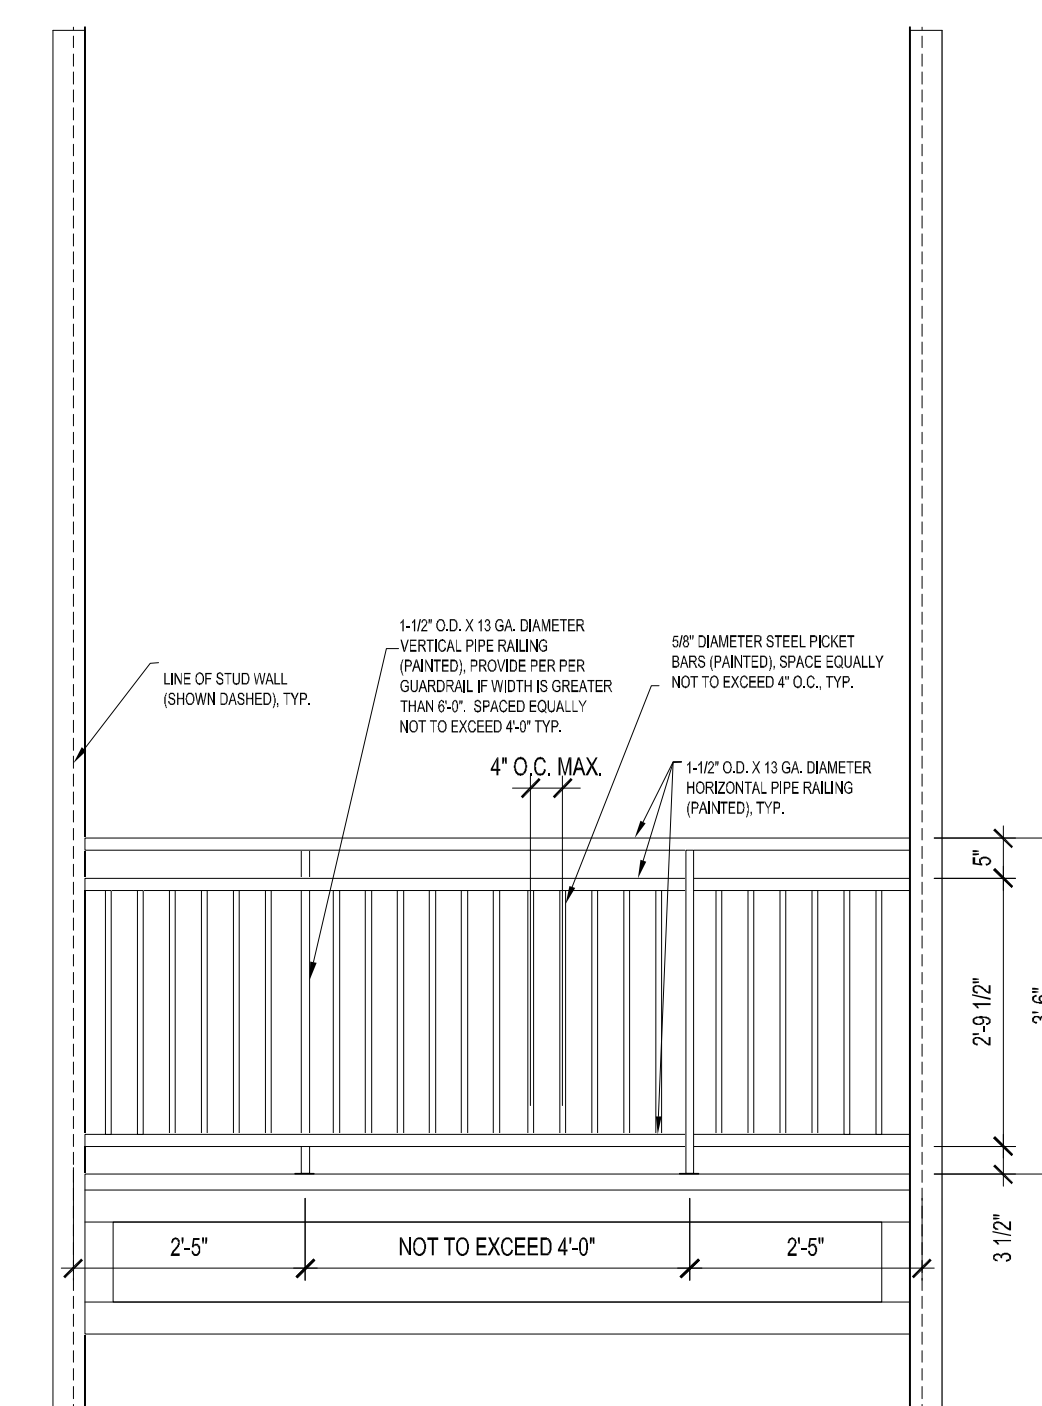 1-1/2" O.D. X 13 GA. DIAMETER
VERTICAL PIPE RAILING
(PAINTED), PROVIDE PER PER
GUARDRAIL IF WIDTH IS GREATER
THAN 6'-0". SPACED EQUALLY
NOT TO EXCEED 4'-0" TYP.
5/8" DIAMETER STEEL PICKET
BARS (PAINTED), SPACE EQUALLY
NOT TO EXCEED 4" O.C., TYP.
LINE OF STUD WALL
(SHOWN DASHED), TYP.
4" O.C. MAX.
1-1/2" O.D. X 13 GA. DIAMETER
HORIZONTAL PIPE RAILING
(PAINTED), TYP.
5"
2'-9 1/2"
3'-6"
3 1/2"
2'-5"
NOT TO EXCEED 4'-0"
2'-5"